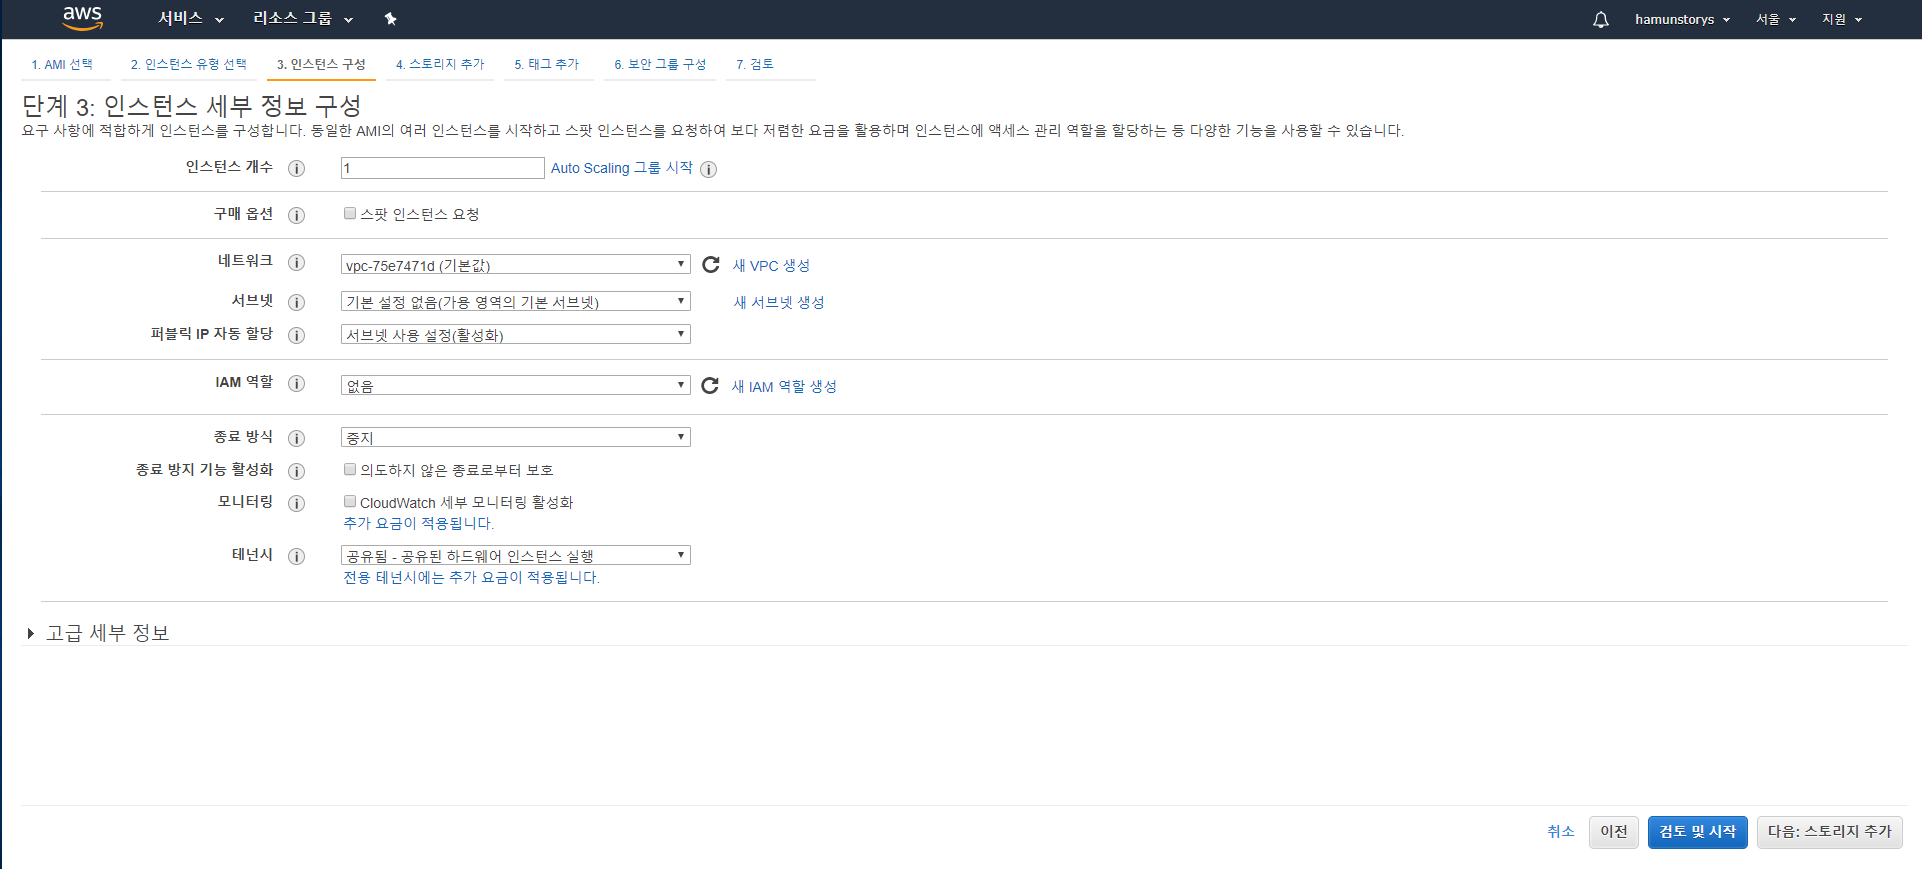 aws 서비스 리소스 그룹 hamunstorys 서울 지원
1. AMI 선택 2. 인스턴스 유형 선택 3. 인스턴스 구성 4. 스토리지 추가 5. 태그 추가 6. 보안 그룹 구성 7. 검토
단계 3: 인스턴스 세부 정보 구성
요구 사항에 적합하게 인스턴스를 구성합니다. 동일한 AMI의 여러 인스턴스를 시작하고 스팟 인스턴스를 요청하여 보다 저렴한 요금을 활용하며 인스턴스에 액세스 관리 역할을 할당하는 등 다양한 기능을 사용할 수 있습니다.
인스턴스 개수 1 Auto Scaling 그룹 시작
구매 옵션 스팟 인스턴스 요청
네트워크 vpc-75e7471d (기본값) 새 VPC 생성
서브넷 기본 설정 없음(가용 영역의 기본 서브넷) 새 서브넷 생성
퍼블릭 IP 자동 할당 서브넷 사용 설정(활성화)
IAM 역할 없음 새 IAM 역할 생성
종료 방식 중지
종료 방지 기능 활성화 의도하지 않은 종료로부터 보호
모니터링 CloudWatch 세부 모니터링 활성화
추가 요금이 적용됩니다.
테넌시 공유됨 - 공유된 하드웨어 인스턴스 실행
전용 테넌시에는 추가 요금이 적용됩니다.
고급 세부 정보
취소 이전 검토 및 시작 다음: 스토리지 추가